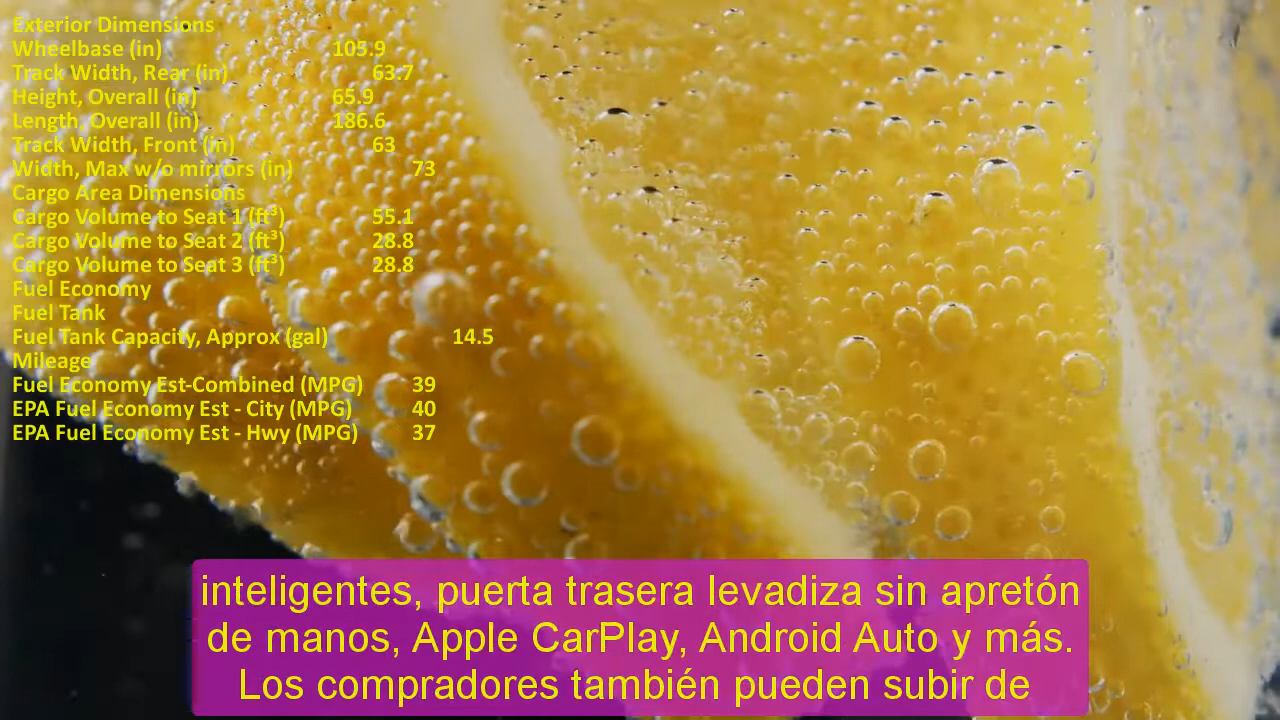 Exterior Dimensions
Wheelbase (in) 105.9
Track Width, Rear (in) 63.7
Height, Overall (in) 65.9
Length, Overall (in) 186.6
Track Width, Front (in) 63
Width, Max w/o mirrors (in) 73
Cargo Area Dimensions
Cargo Volume to Seat 1 (ft³) 55.1
Cargo Volume to Seat 2 (ft³) 28.8
Cargo Volume to Seat 3 (ft³) 28.8
Fuel Economy
Fuel Tank
Fuel Tank Capacity, Approx (gal) 14.5
Mileage
Fuel Economy Est-Combined (MPG) 39
EPA Fuel Economy Est - City (MPG) 40
EPA Fuel Economy Est - Hwy (MPG) 37
inteligentes, puerta trasera levadiza sin apretón
de manos, Apple CarPlay, Android Auto y más.
Los compradores también pueden subir de